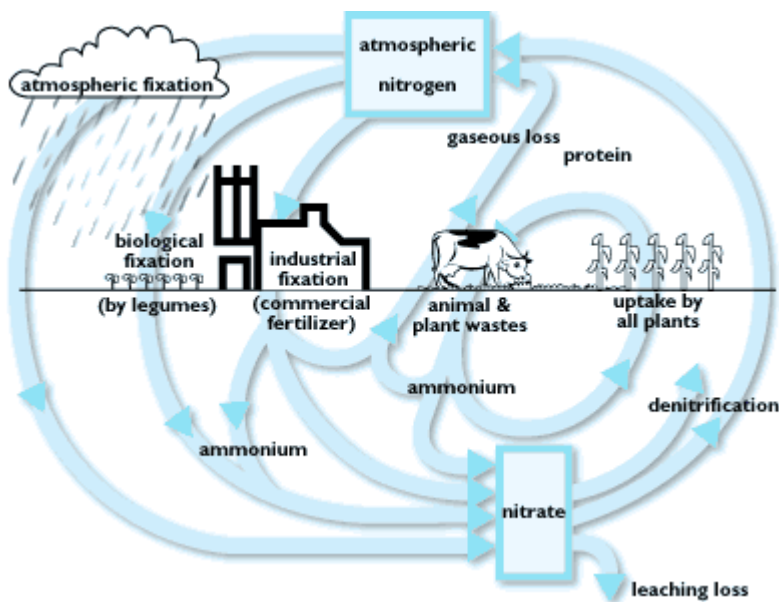 atmospheric
nitrogen
atmospheric fixation
gaseous loss
protein
biological
fixation
(by legumes)
industrial
fixation
(commercial
fertilizer)
animal &
plant wastes
uptake by
all plants
ammonium
denitrification
ammonium
nitrate
leaching loss